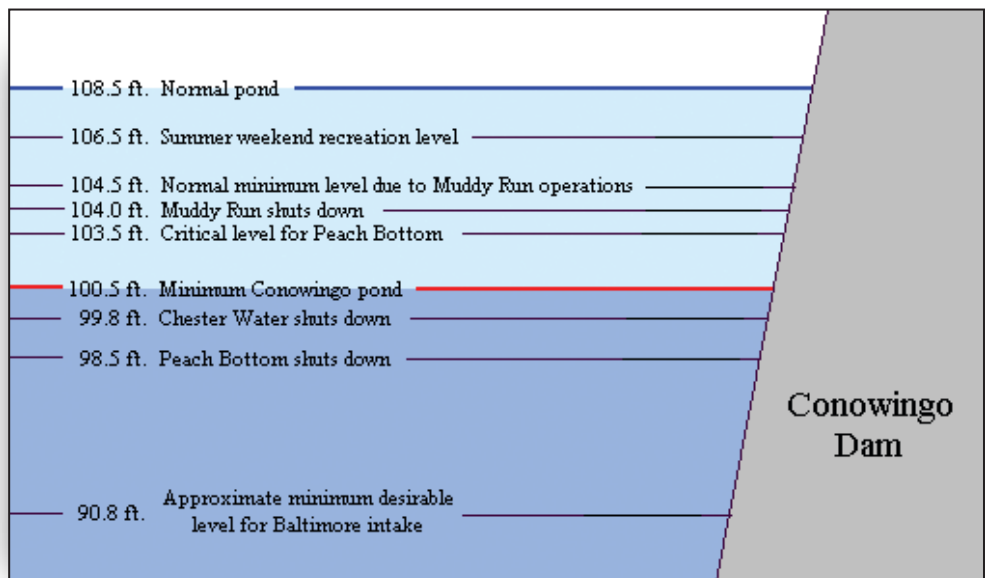 108.5 ft. Normal pond
106.5 ft. Summer weekend recreation level
104.5 ft. Normal minimum level due to Muddy Run operations
104.0 ft. Muddy Run shuts down
103.5 ft. Critical level for Peach Bottom
100.5 ft. Minimum Conowingo pond
99.8 ft. Chester Water shuts down
98.5 ft. Peach Bottom shuts down
Conowingo
Dam
90.8 ft. Approximate minimum desirable
level for Baltimore intake